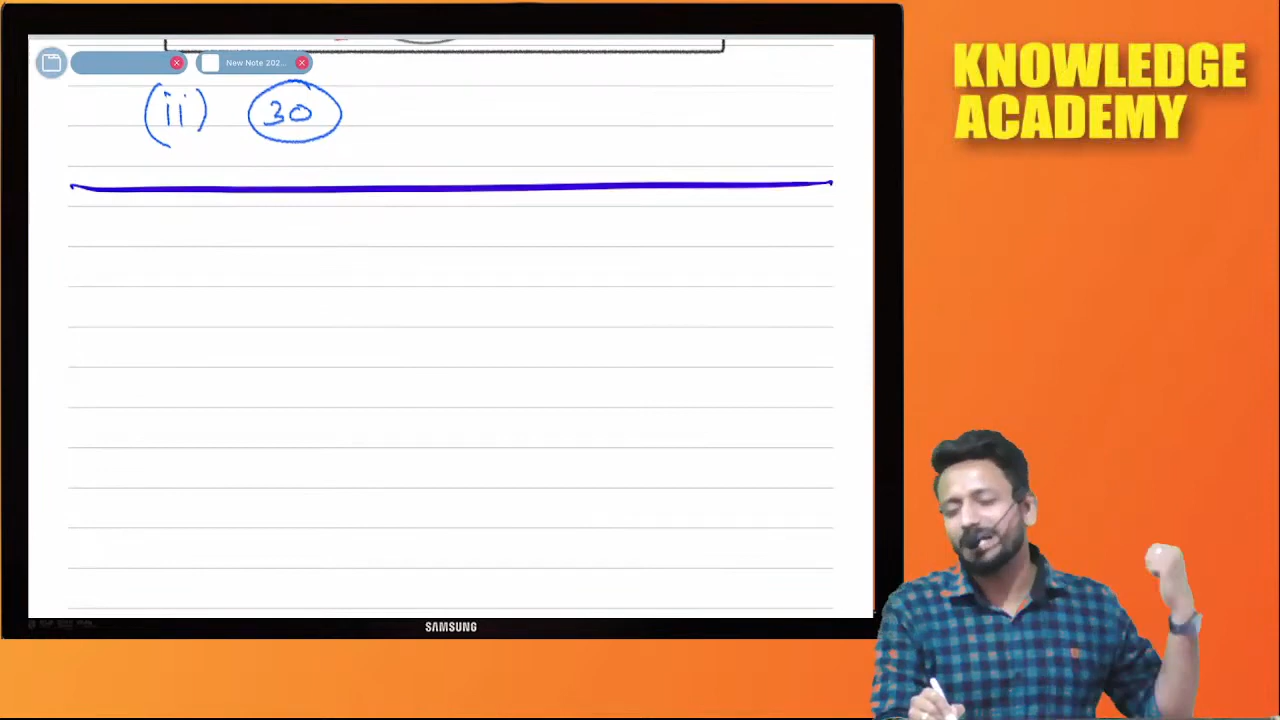 New Note 202...
(ii) 30
KNOWLEDGE
ACADEMY
SAMSUNG